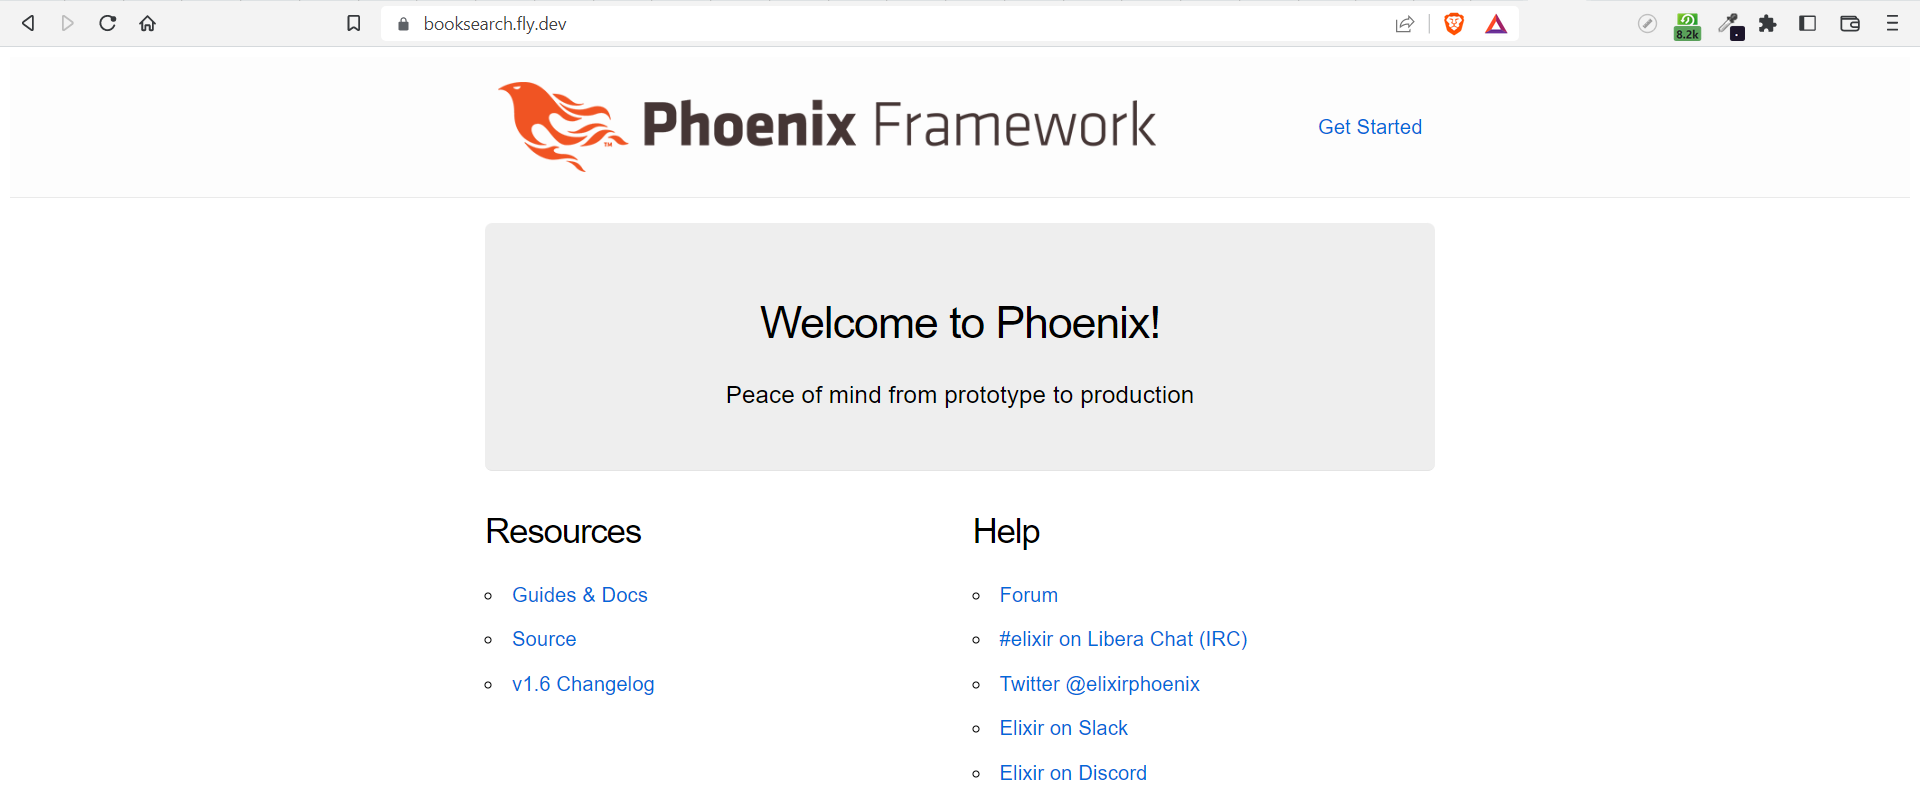 booksearch.fly.dev
8.2k
Phoenix Framework
TM
Get Started
Welcome to Phoenix!
Peace of mind from prototype to production
Resources
Guides & Docs
Source
v1.6 Changelog
Help
Forum
#elixir on Libera Chat (IRC)
Twitter @elixirphoenix
Elixir on Slack
Elixir on Discord